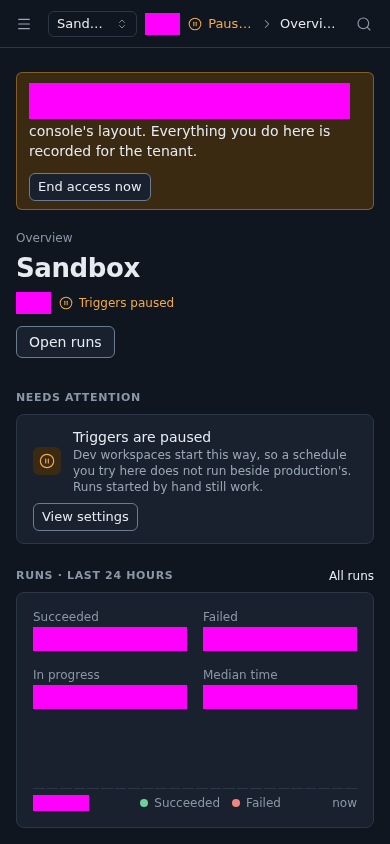 Sand...
Paus...
Overvi...
console's layout. Everything you do here is
recorded for the tenant.
End access now
Overview
Sandbox
Triggers paused
Open runs
NEEDS ATTENTION
Triggers are paused
Dev workspaces start this way, so a schedule
you try here does not run beside production's.
Runs started by hand still work.
View settings
RUNS · LAST 24 HOURS
All runs
Succeeded
Failed
In progress
Median time
Succeeded
Failed
now